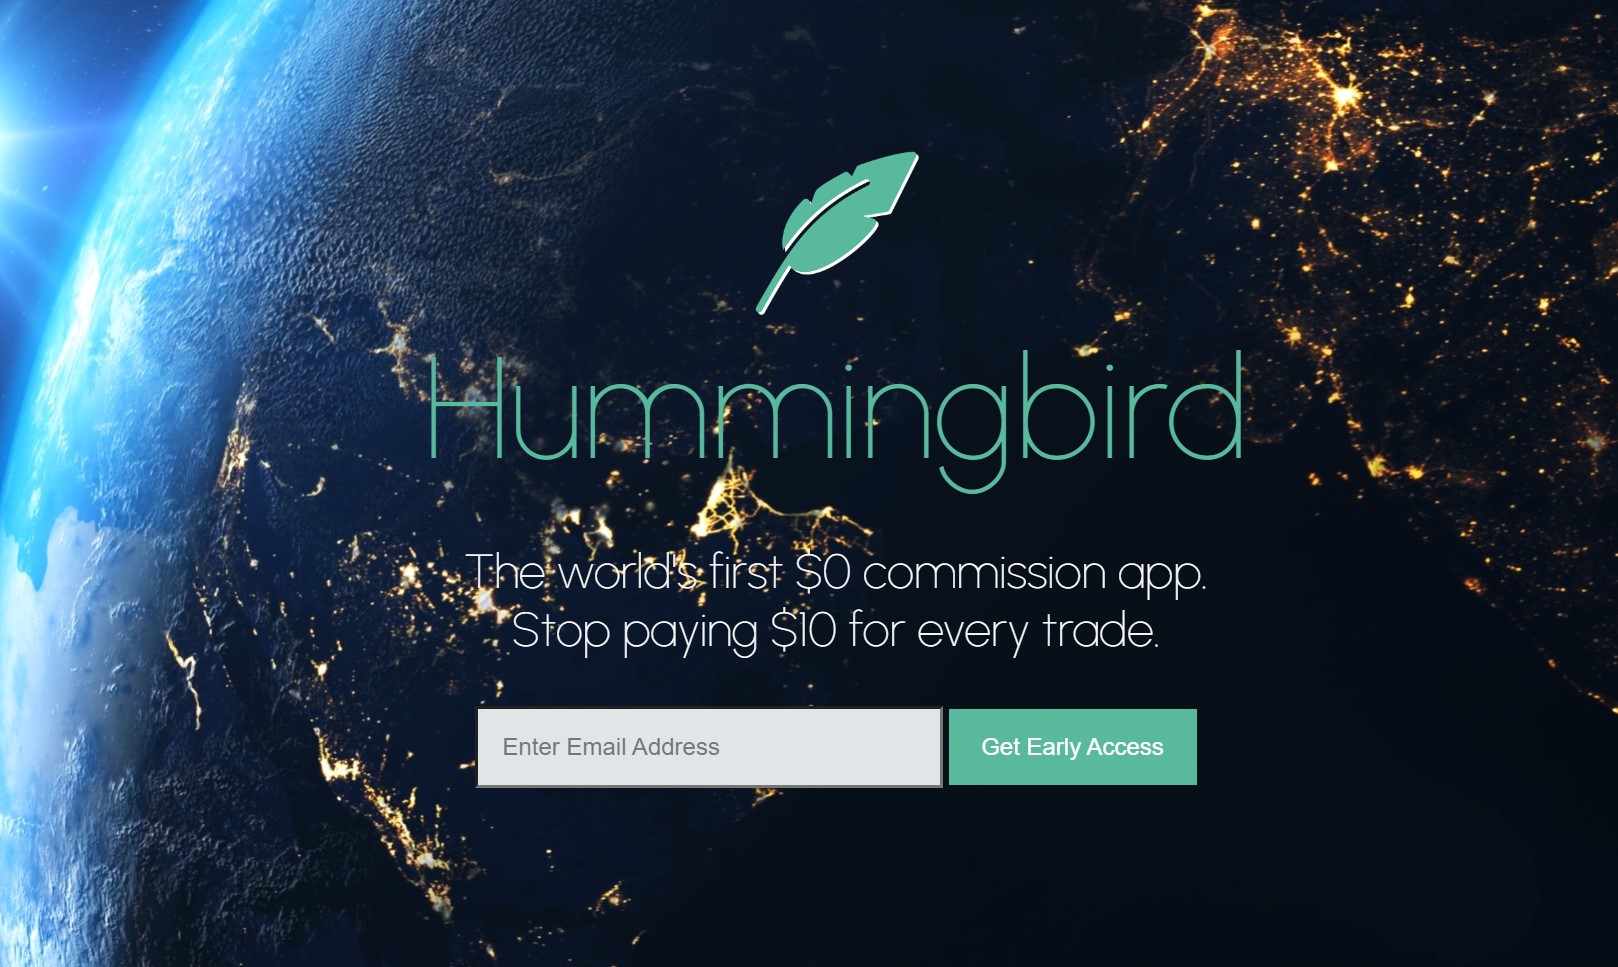 Hummingbird
The world's first $0 commission app.
Stop paying $10 for every trade.
Enter Email Address
Get Early Access